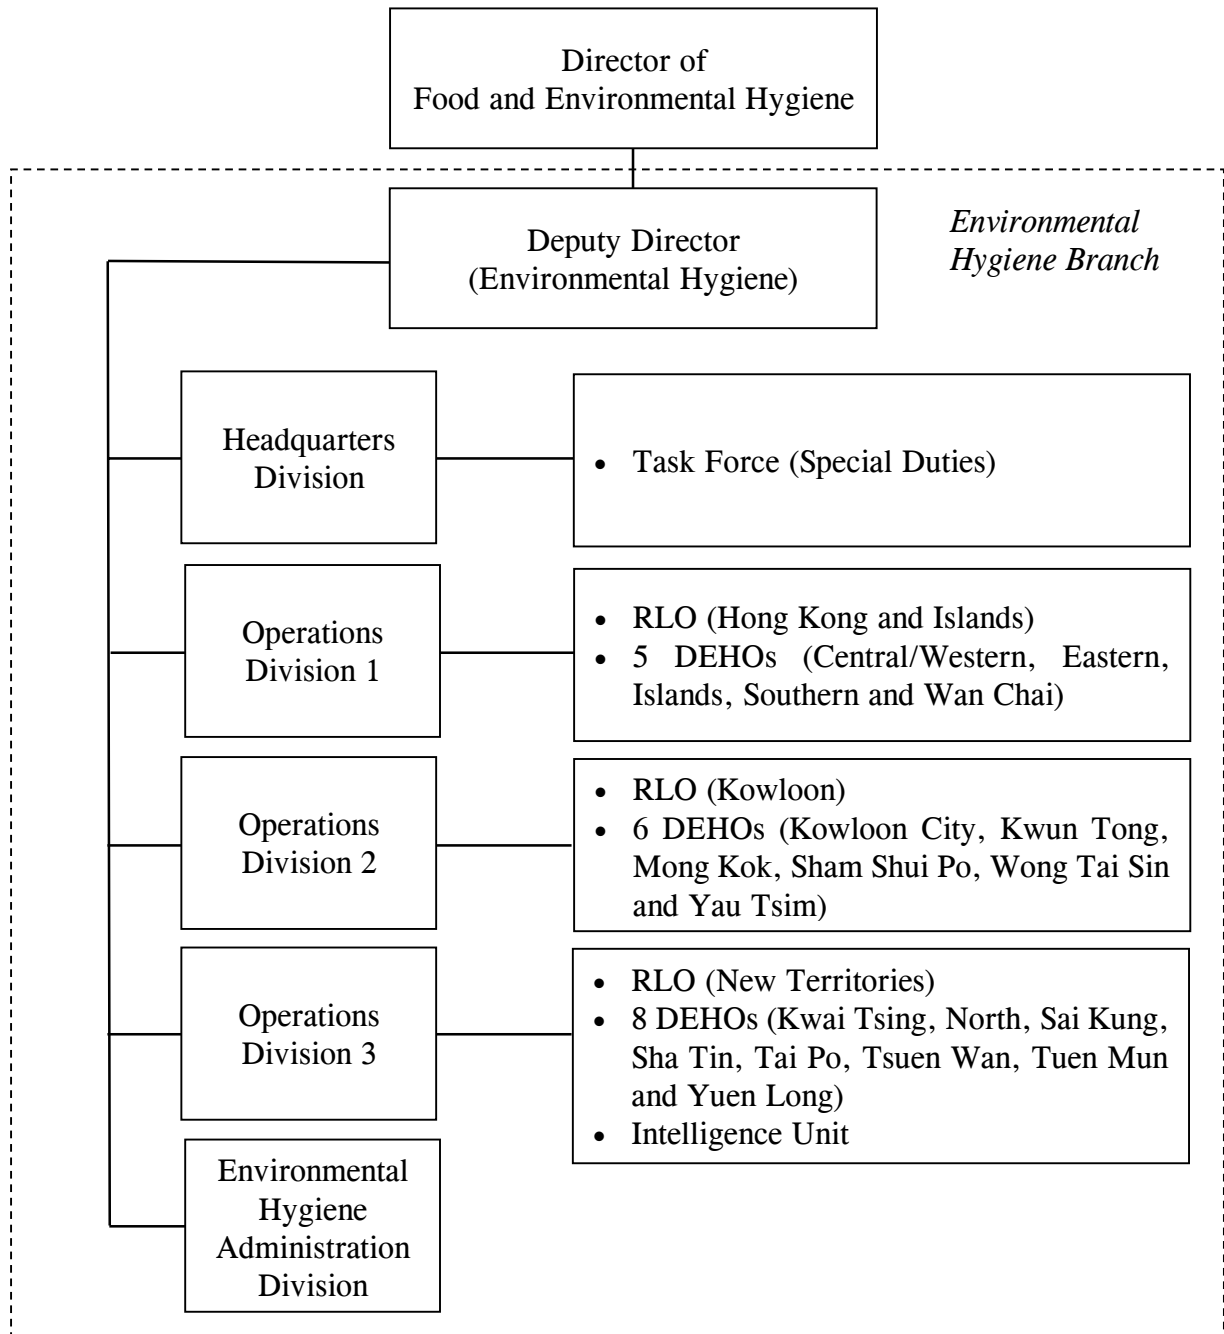 Director of
Food and Environmental Hygiene
Deputy Director
(Environmental Hygiene)
Environmental
Hygiene Branch
Headquarters
Division
• Task Force (Special Duties)
Operations
Division 1
• RLO (Hong Kong and Islands)
• 5 DEHOs (Central/Western, Eastern,
Islands, Southern and Wan Chai)
Operations
Division 2
• RLO (Kowloon)
• 6 DEHOs (Kowloon City, Kwun Tong,
Mong Kok, Sham Shui Po, Wong Tai Sin
and Yau Tsim)
Operations
Division 3
• RLO (New Territories)
• 8 DEHOs (Kwai Tsing, North, Sai Kung,
Sha Tin, Tai Po, Tsuen Wan, Tuen Mun
and Yuen Long)
• Intelligence Unit
Environmental
Hygiene
Administration
Division